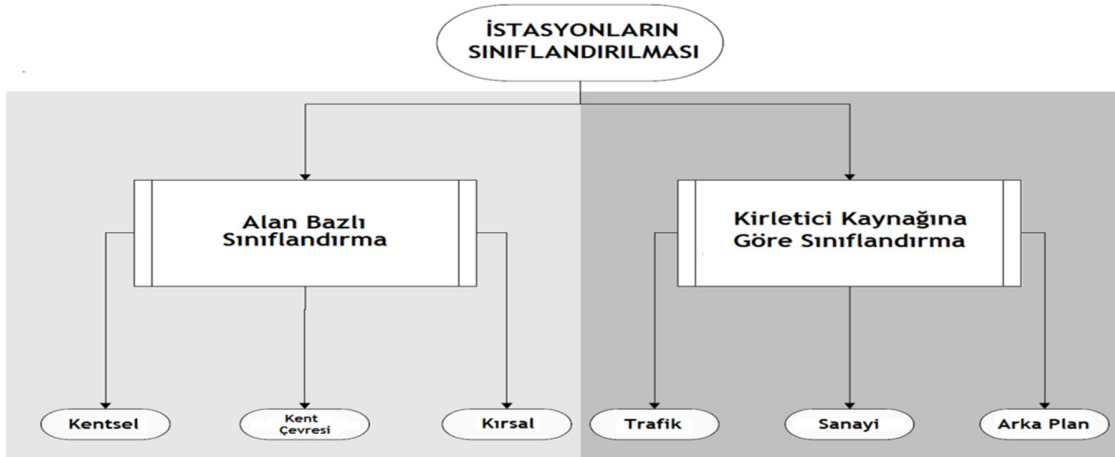 İSTASYONLARIN
SINIFLANDIRILMASI
Alan Bazlı
Sınıflandırma
Kirletici Kaynağına
Göre Sınıflandırma
Kentsel
Kent
Çevresi
Kırsal
Trafik
Sanayi
Arka Plan